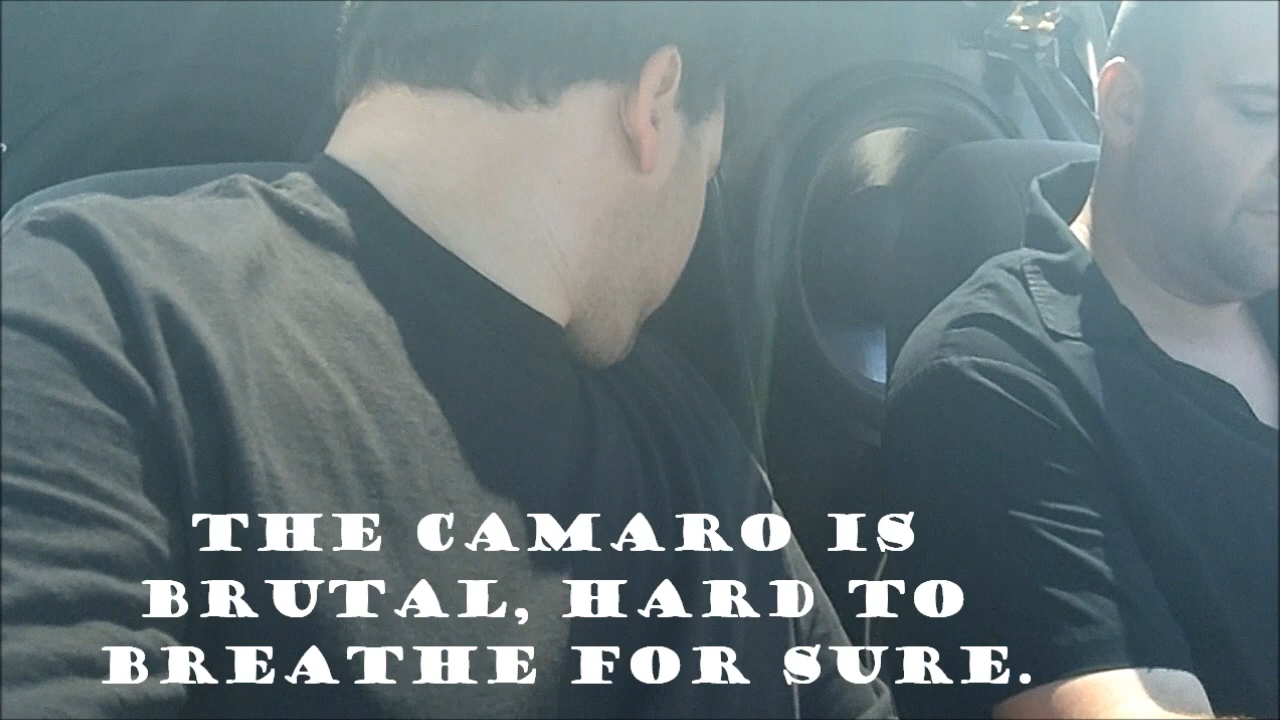 THE CAMARO IS
BRUTAL, HARD TO
BREATHE FOR SURE.